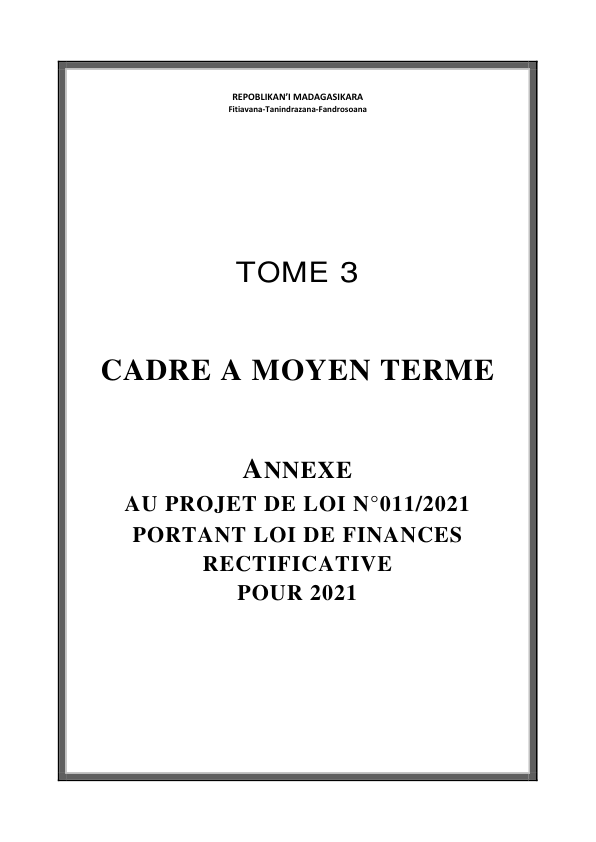 REPOBLIKAN'I MADAGASIKARA
Fitiavana-Tanindrazana-Fandrosoana
TOME 3
CADRE A MOYEN TERME
ANNEXE
AU PROJET DE LOI N°011/2021
PORTANT LOI DE FINANCES
RECTIFICATIVE
POUR 2021